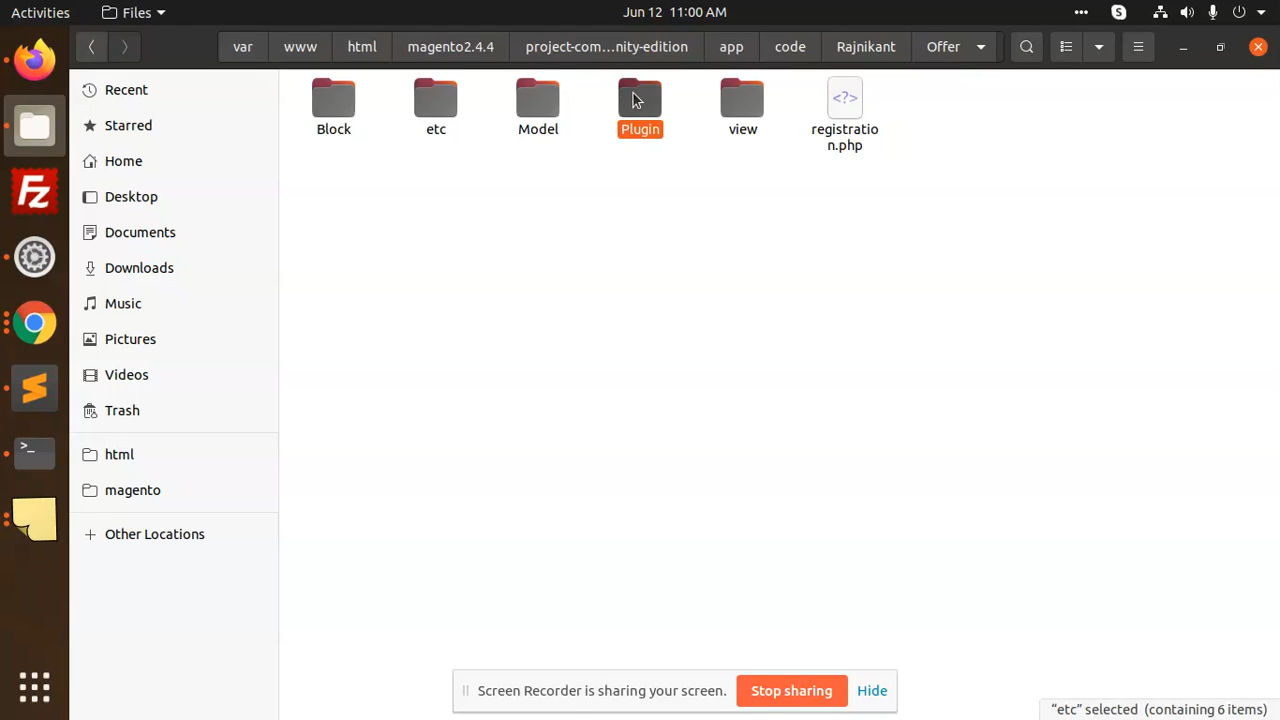 Activities
Files
Jun 12 11:00 AM
var
www
html
magento2.4.4
project-com…nity-edition
app
code
Rajnikant
Offer
Recent
Starred
Home
Desktop
Documents
Downloads
Music
Pictures
Videos
Trash
html
magento
Other Locations
Block
etc
Model
Plugin
view
<?>
registratio
n.php
Fz
S
>_
Screen Recorder is sharing your screen.
Stop sharing
Hide
“etc” selected (containing 6 items)